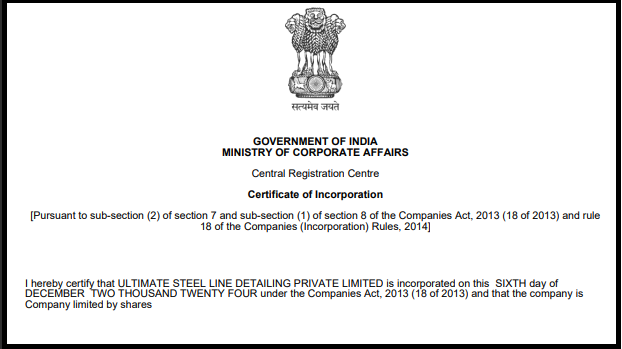 सत्यमेव जयते
GOVERNMENT OF INDIA
MINISTRY OF CORPORATE AFFAIRS
Central Registration Centre
Certificate of Incorporation
[Pursuant to sub-section (2) of section 7 and sub-section (1) of section 8 of the Companies Act, 2013 (18 of 2013) and rule
18 of the Companies (Incorporation) Rules, 2014]
I hereby certify that ULTIMATE STEEL LINE DETAILING PRIVATE LIMITED is incorporated on this SIXTH day of
DECEMBER TWO THOUSAND TWENTY FOUR under the Companies Act, 2013 (18 of 2013) and that the company is
Company limited by shares